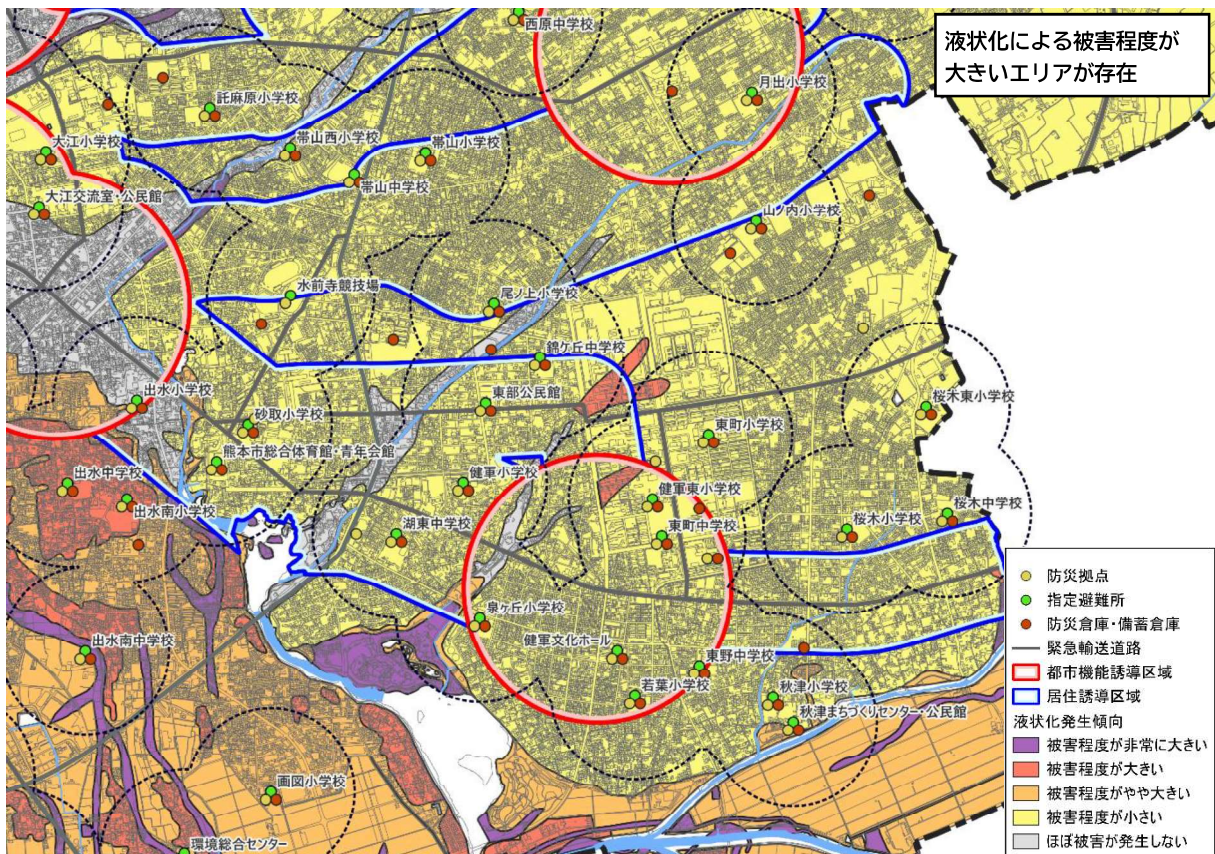 液状化による被害程度が
大きいエリアが存在
西原中学校
月出小学校
託麻原小学校
大江小学校
帯山西小学校
帯山小学校
帯山中学校
大江交流室・公民館
山ノ内小学校
水前寺競技場
尾ノ上小学校
錦ケ丘中学校
出水小学校
東部公民館
桜木東小学校
砂取小学校
東町小学校
熊本市総合体育館・青年会館
出水中学校
健軍小学校
健軍東小学校
出水南小学校
湖東中学校
東町中学校
桜木小学校
桜木中学校
泉ヶ丘小学校
出水南中学校
健軍文化ホール
東野中学校
若葉小学校
秋津小学校
秋津まちづくりセンター・公民館
画図小学校
環境総合センター
防災拠点
指定避難所
防災倉庫・備蓄倉庫
緊急輸送道路
都市機能誘導区域
居住誘導区域
液状化発生傾向
被害程度が非常に大きい
被害程度が大きい
被害程度がやや大きい
被害程度が小さい
ほぼ被害が発生しない